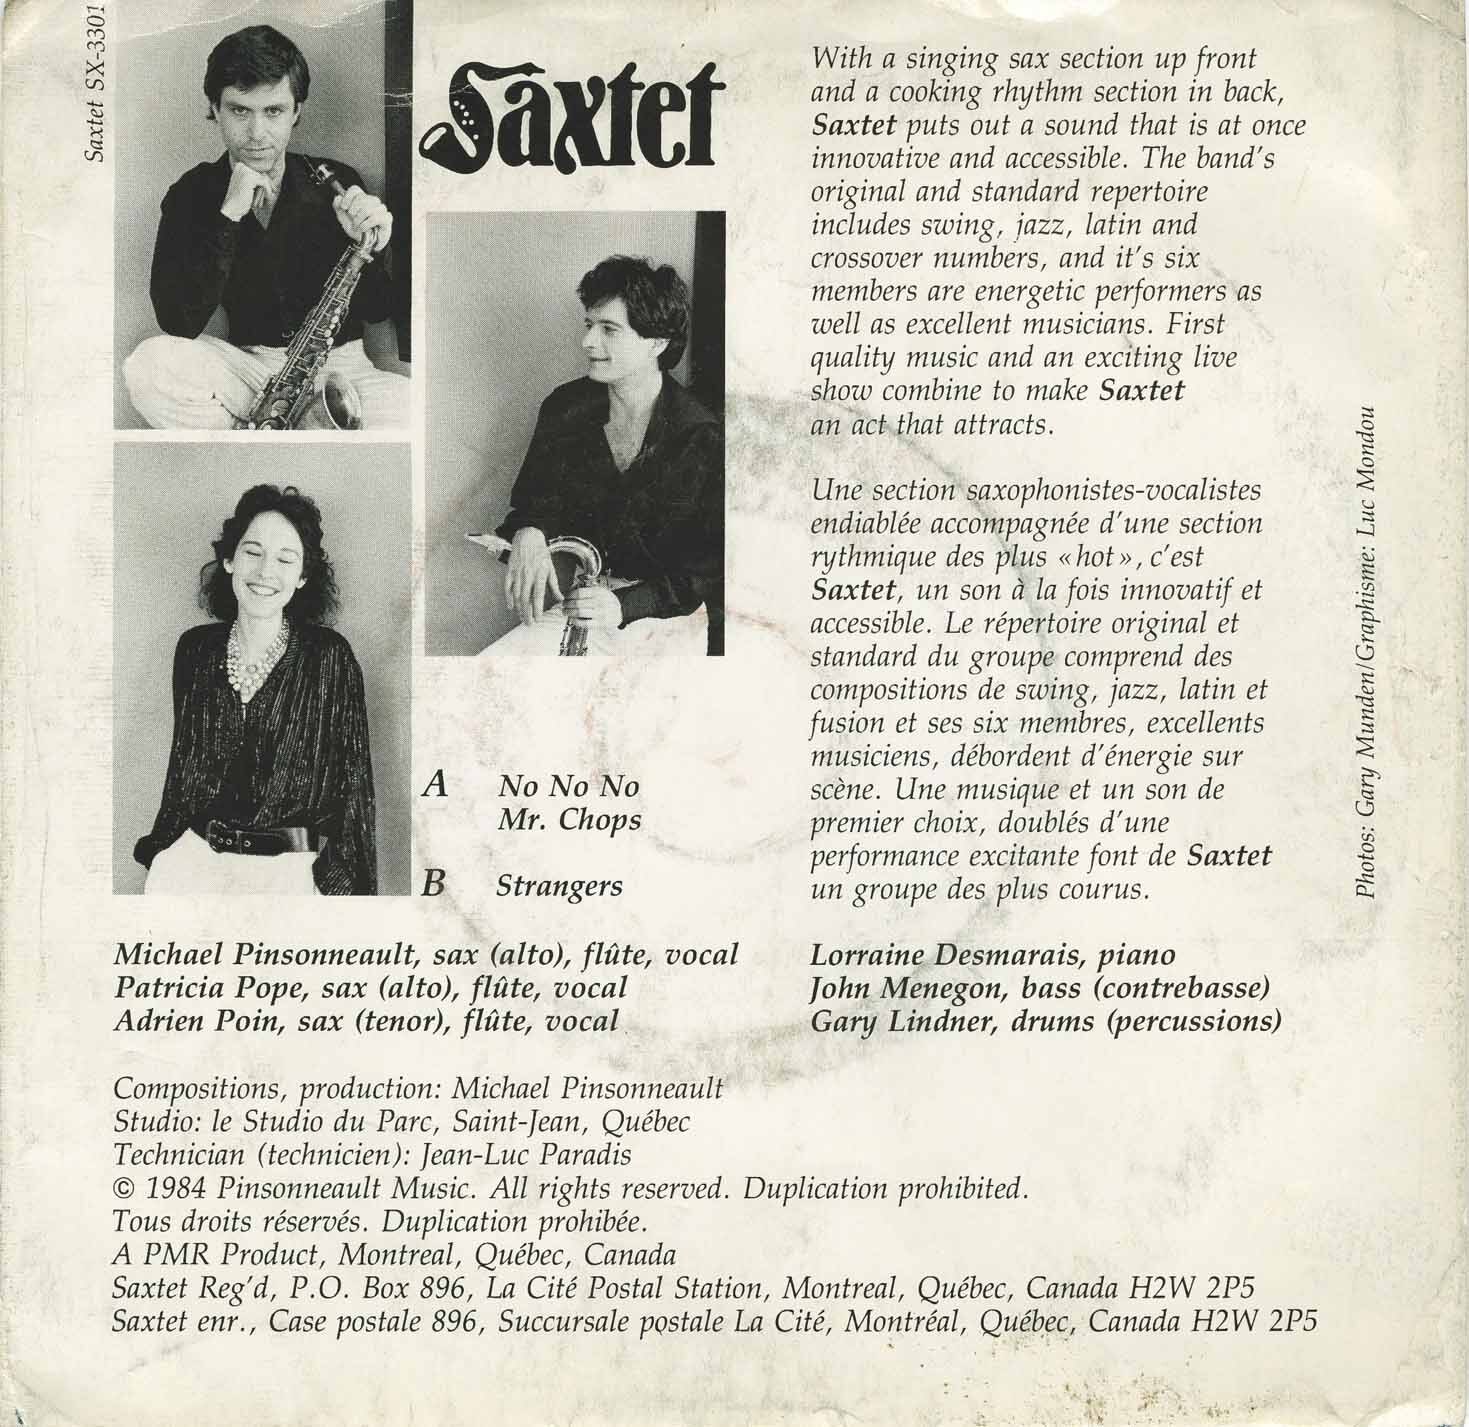 Saxtet SX-3301
Saxtet
With a singing sax section up front
and a cooking rhythm section in back,
Saxtet puts out a sound that is at once
innovative and accessible. The band's
original and standard repertoire
includes swing, jazz, latin and
crossover numbers, and it's six
members are energetic performers as
well as excellent musicians. First
quality music and an exciting live
show combine to make Saxtet
an act that attracts.
Une section saxophonistes-vocalistes
endiablée accompagnée d'une section
rythmique des plus «hot», c'est
Saxtet, un son à la fois innovatif et
accessible. Le répertoire original et
standard du groupe comprend des
compositions de swing, jazz, latin et
fusion et ses six membres, excellents
musiciens, débordent d'énergie sur
scène. Une musique et un son de
premier choix, doublés d'une
performance excitante font de Saxtet
un groupe des plus courus.
Photos: Gary Munden/Graphisme: Luc Mondou
A No No No
Mr. Chops
B Strangers
Michael Pinsonneault, sax (alto), flûte, vocal
Patricia Pope, sax (alto), flûte, vocal
Adrien Poin, sax (tenor), flûte, vocal
Lorraine Desmarais, piano
John Menegon, bass (contrebasse)
Gary Lindner, drums (percussions)
Compositions, production: Michael Pinsonneault
Studio: le Studio du Parc, Saint-Jean, Québec
Technician (technicien): Jean-Luc Paradis
© 1984 Pinsonneault Music. All rights reserved. Duplication prohibited.
Tous droits réservés. Duplication prohibée.
A PMR Product, Montreal, Québec, Canada
Saxtet Reg'd, P.O. Box 896, La Cité Postal Station, Montreal, Québec, Canada H2W 2P5
Saxtet enr., Case postale 896, Succursale postale La Cité, Montréal, Québec, Canada H2W 2P5